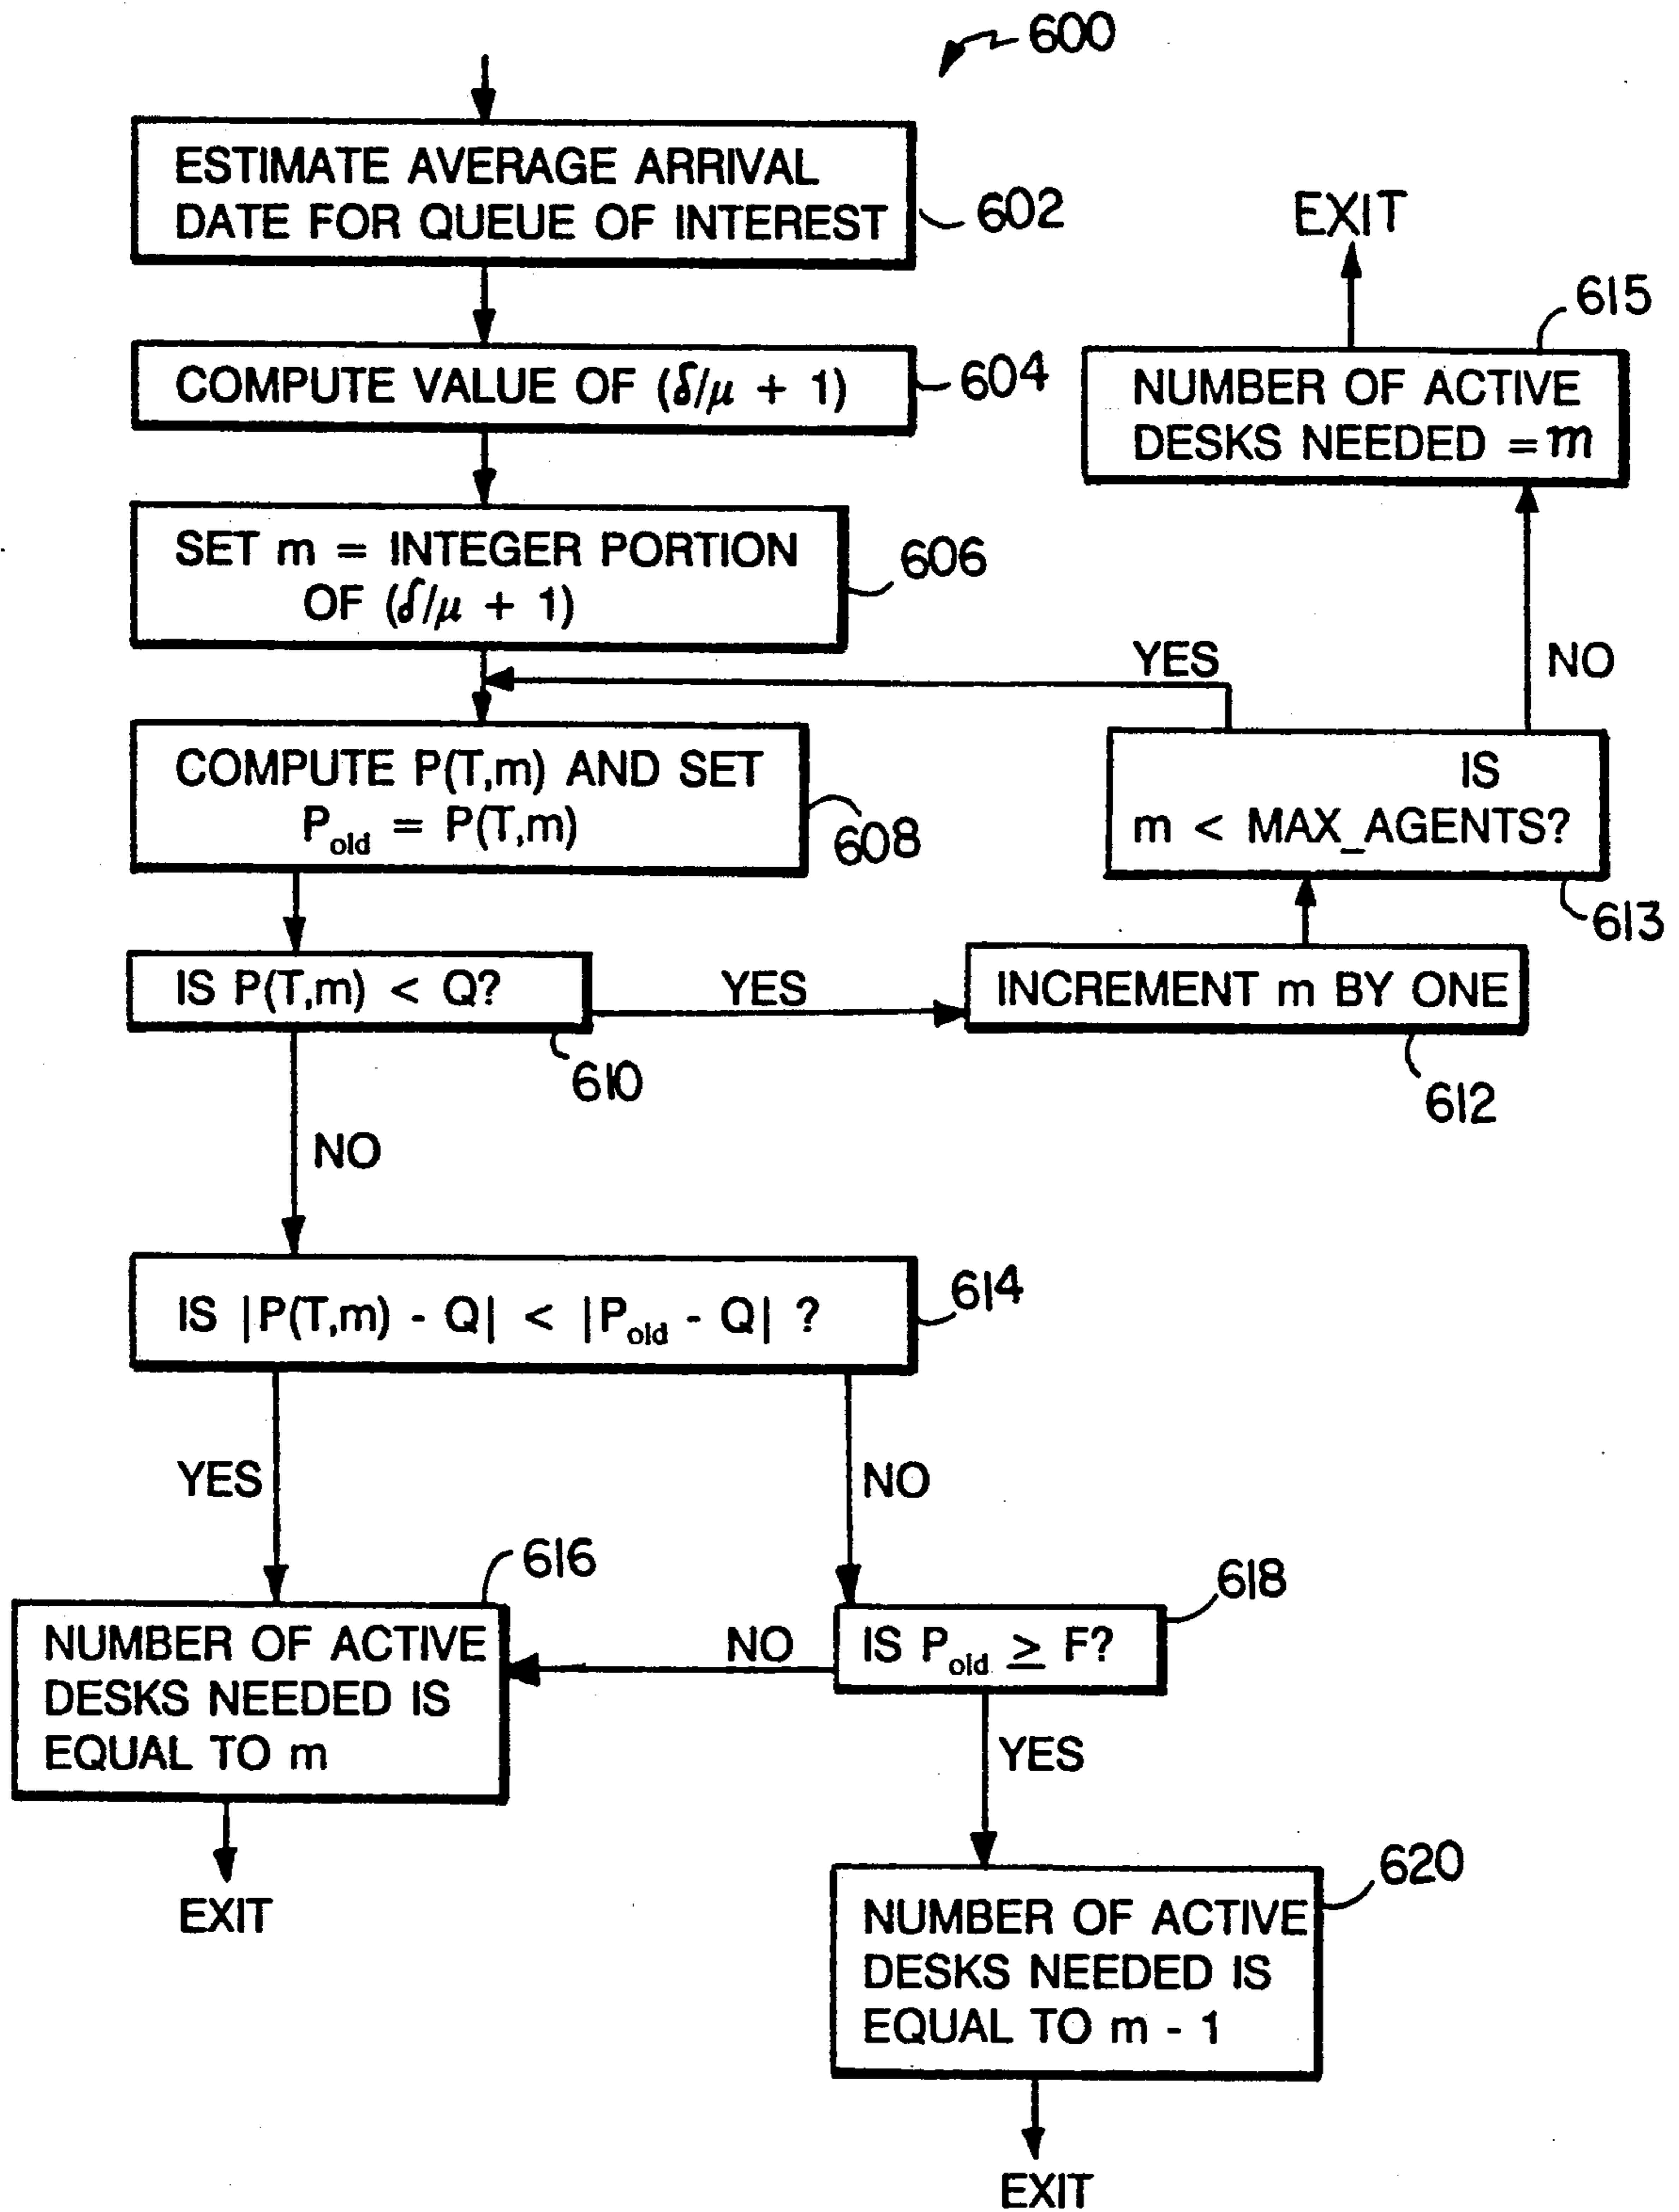 600
ESTIMATE AVERAGE ARRIVAL
DATE FOR QUEUE OF INTEREST
602
COMPUTE VALUE OF (δ/μ + 1)
604
SET m = INTEGER PORTION
OF (δ/μ + 1)
606
COMPUTE P(T,m) AND SET
P_old = P(T,m)
608
IS P(T,m) < Q?
610
YES
INCREMENT m BY ONE
612
IS
m < MAX_AGENTS?
613
YES
NO
NUMBER OF ACTIVE
DESKS NEEDED = m
615
EXIT
NO
IS |P(T,m) - Q| < |P_old - Q| ?
614
YES
NO
616
NUMBER OF ACTIVE
DESKS NEEDED IS
EQUAL TO m
EXIT
NO
IS P_old ≥ F?
618
YES
620
NUMBER OF ACTIVE
DESKS NEEDED IS
EQUAL TO m - 1
EXIT